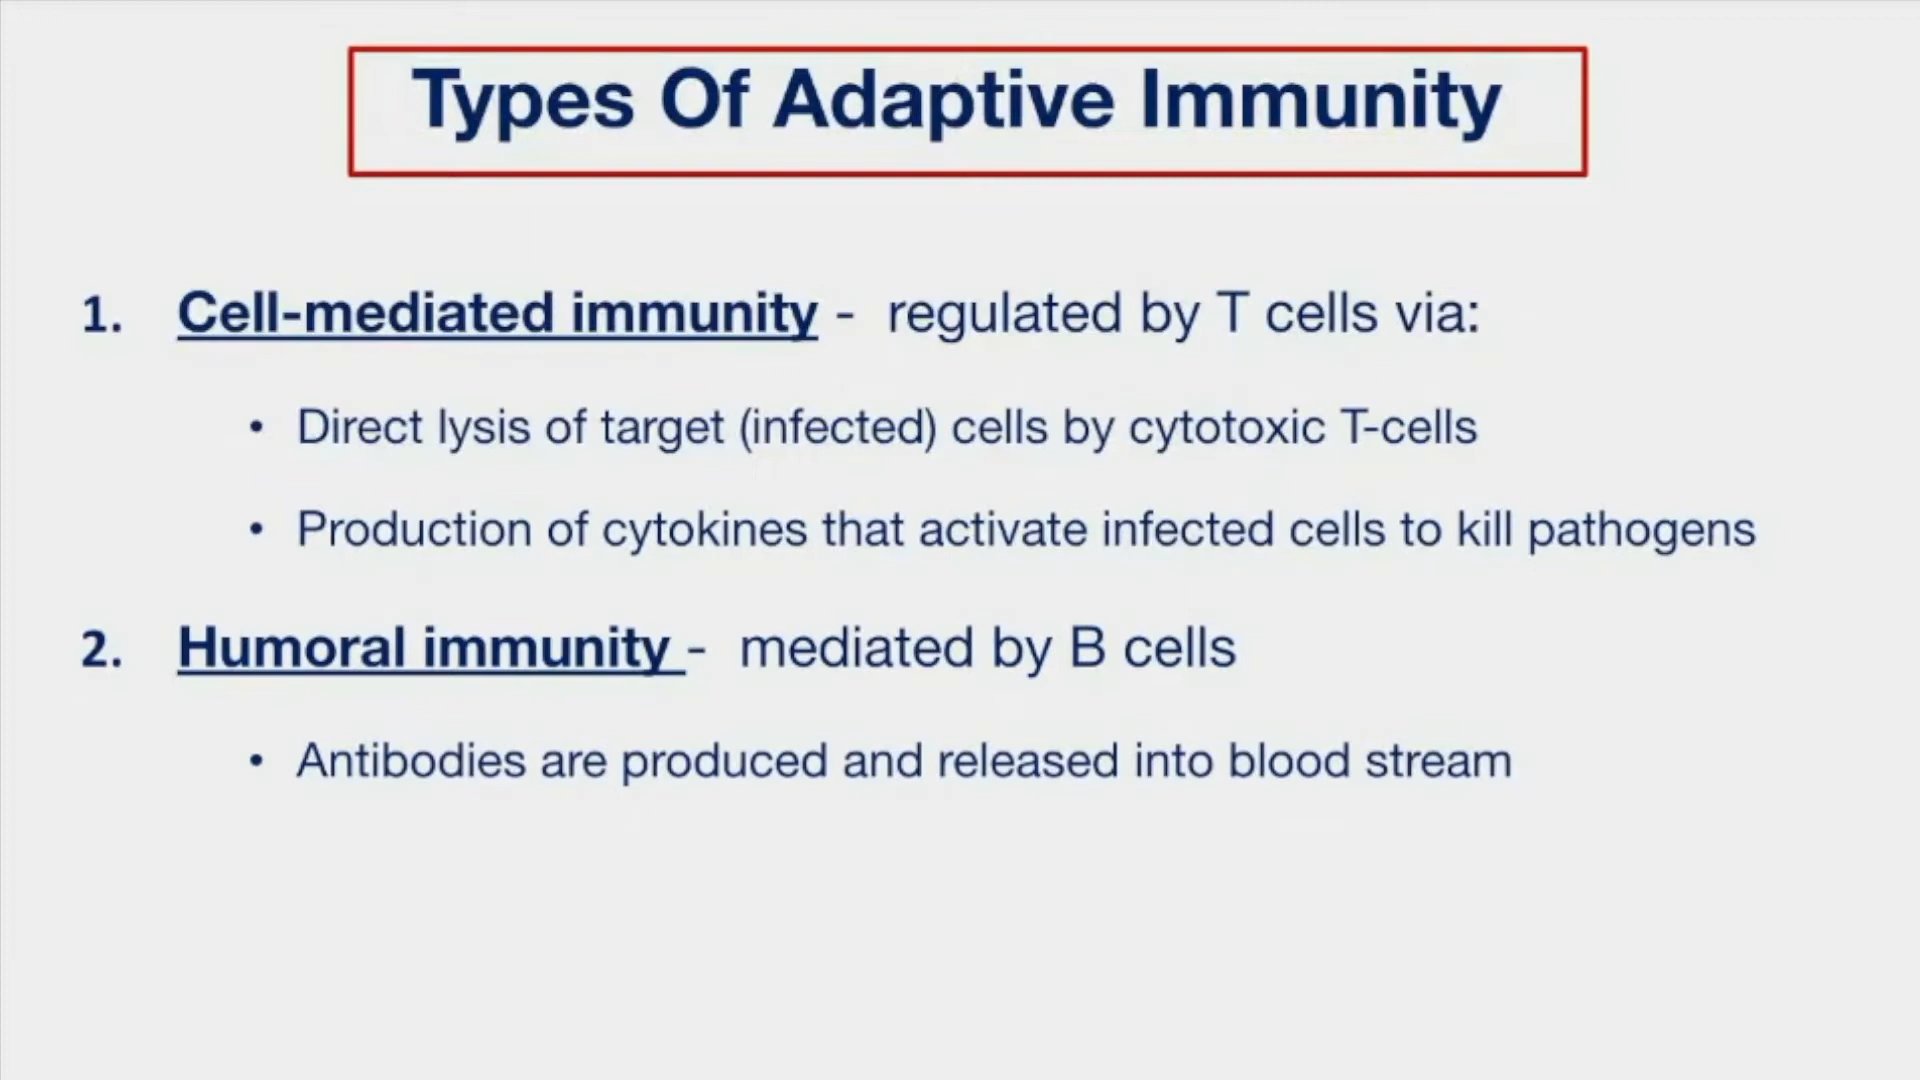 Types Of Adaptive Immunity
1. Cell-mediated immunity - regulated by T cells via:
• Direct lysis of target (infected) cells by cytotoxic T-cells
• Production of cytokines that activate infected cells to kill pathogens
2. Humoral immunity - mediated by B cells
• Antibodies are produced and released into blood stream